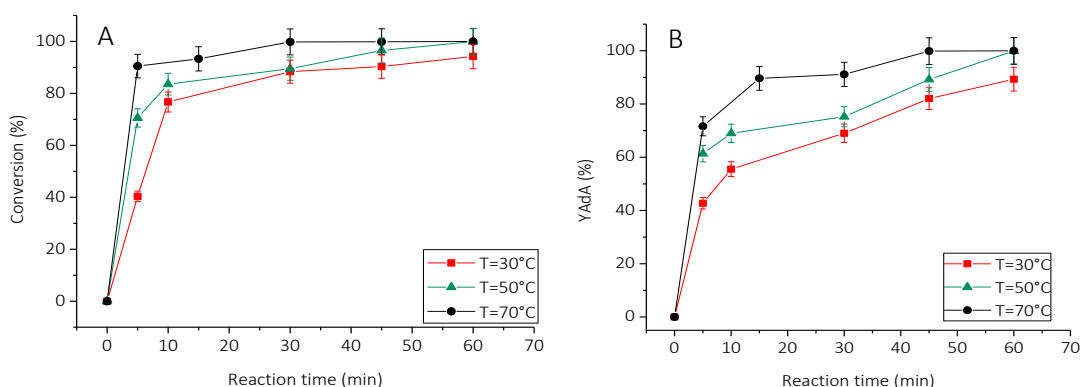 A
Conversion (%)
100
80
60
40
20
0
T=30°C
T=50°C
T=70°C
0 10 20 30 40 50 60 70
Reaction time (min)
B
YAdA (%)
100
80
60
40
20
0
T=30°C
T=50°C
T=70°C
0 10 20 30 40 50 60 70
Reaction time (min)